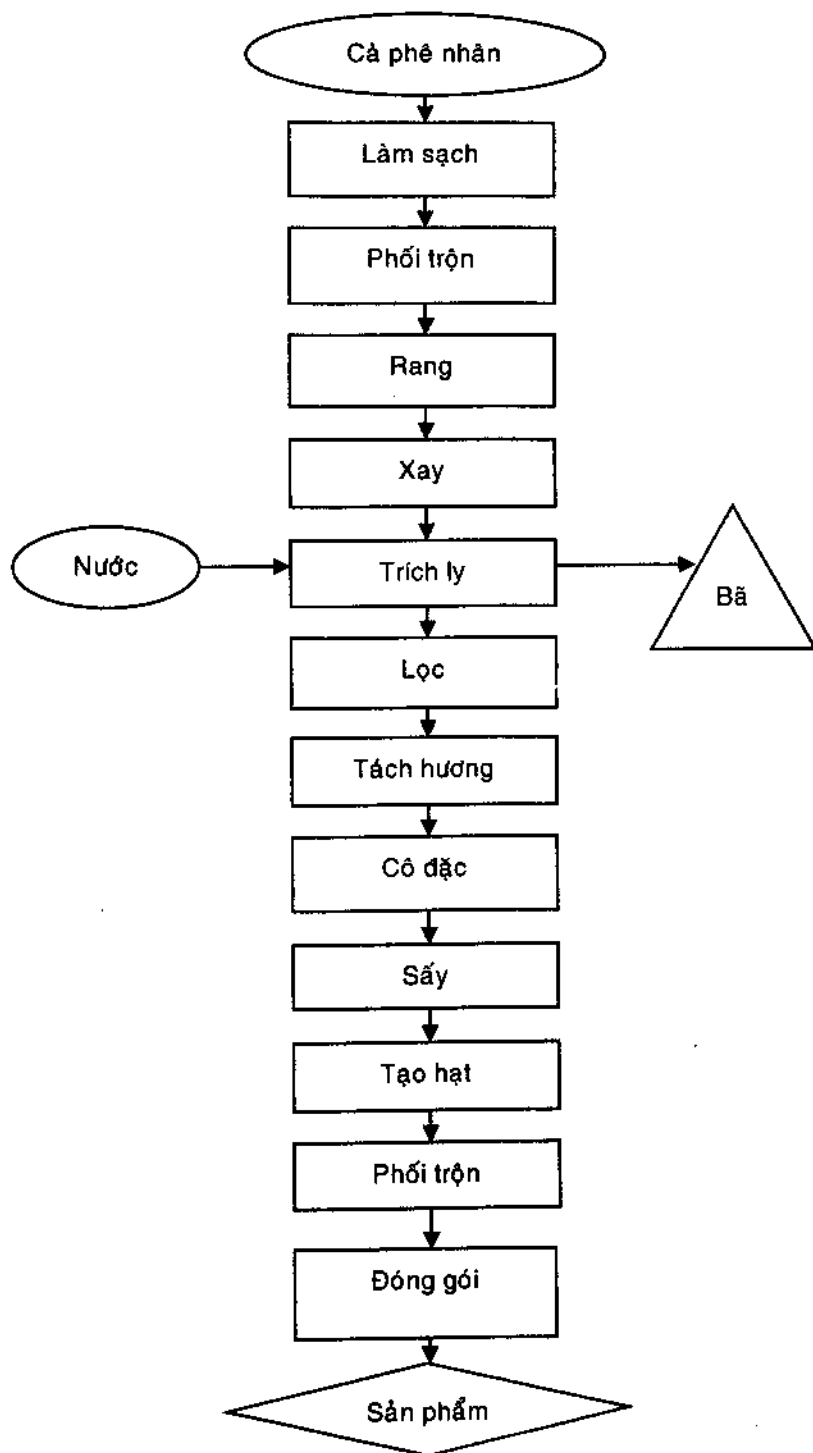 Cà phê nhân
Làm sạch
Phối trộn
Rang
Xay
Nước
Trích ly
Bã
Lọc
Tách hương
Cô đặc
Sấy
Tạo hạt
Phối trộn
Đóng gói
Sản phẩm